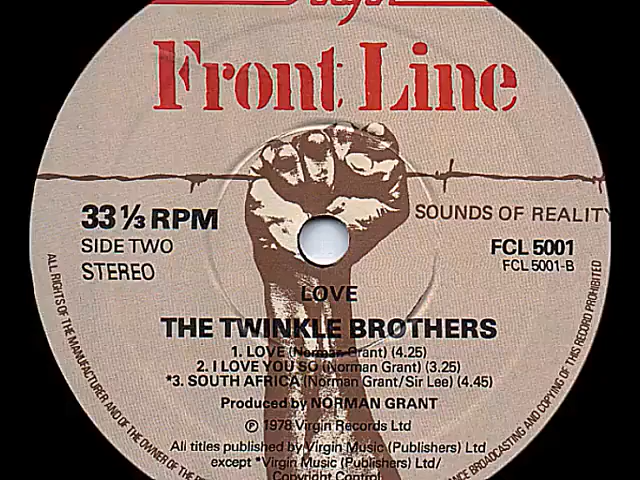 Virgin
Front Line
33 ⅓ RPM
SIDE TWO
STEREO
SOUNDS OF REALITY
FCL 5001
FCL 5001-B
LOVE
THE TWINKLE BROTHERS
1. LOVE (Norman Grant) (4.25)
2. I LOVE YOU SO (Norman Grant) (3.25)
*3. SOUTH AFRICA (Norman Grant/Sir Lee) (4.45)
Produced by NORMAN GRANT
℗ 1978 Virgin Records Ltd
All titles published by Virgin Music (Publishers) Ltd
except *Virgin Music (Publishers) Ltd/
Copyright Control
ALL RIGHTS OF THE MANUFACTURER AND OF THE OWNER OF THE
BROADCASTING AND COPYING OF THIS RECORD PROHIBITED